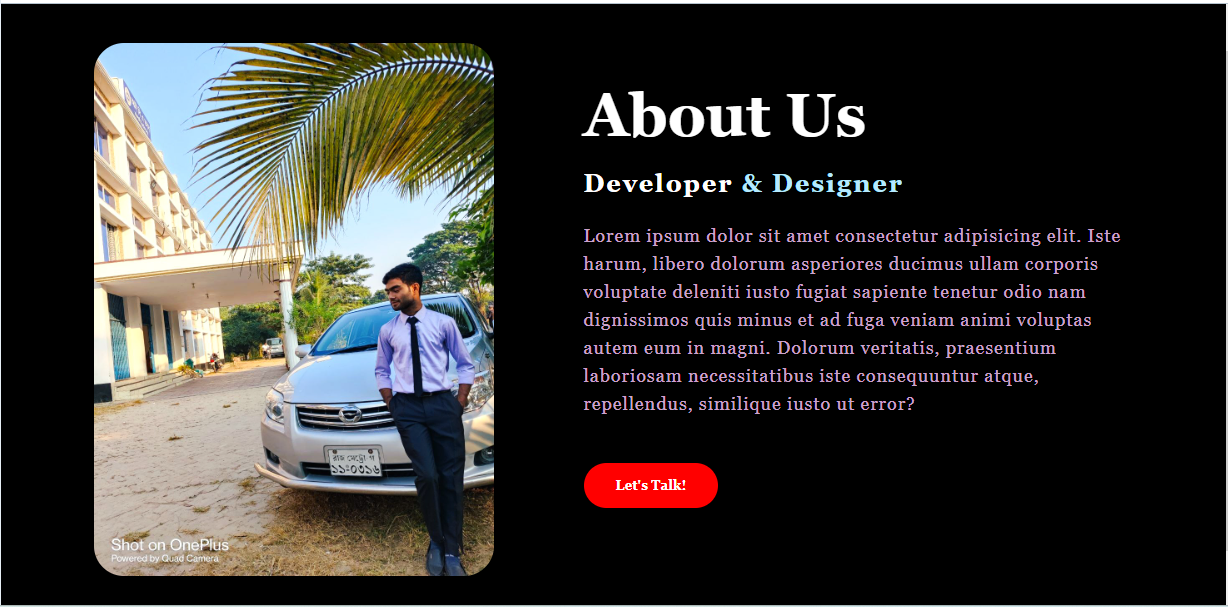 About Us
Developer & Designer
Lorem ipsum dolor sit amet consectetur adipisicing elit. Iste
harum, libero dolorum asperiores ducimus ullam corporis
voluptate deleniti iusto fugiat sapiente tenetur odio nam
dignissimos quis minus et ad fuga veniam animi voluptas
autem eum in magni. Dolorum veritatis, praesentium
laboriosam necessitatibus iste consequuntur atque,
repellendus, similique iusto ut error?
Let's Talk!
রাজ মেট্রো গ
১১-০৩১৬
Shot on OnePlus
Powered by Quad Camera